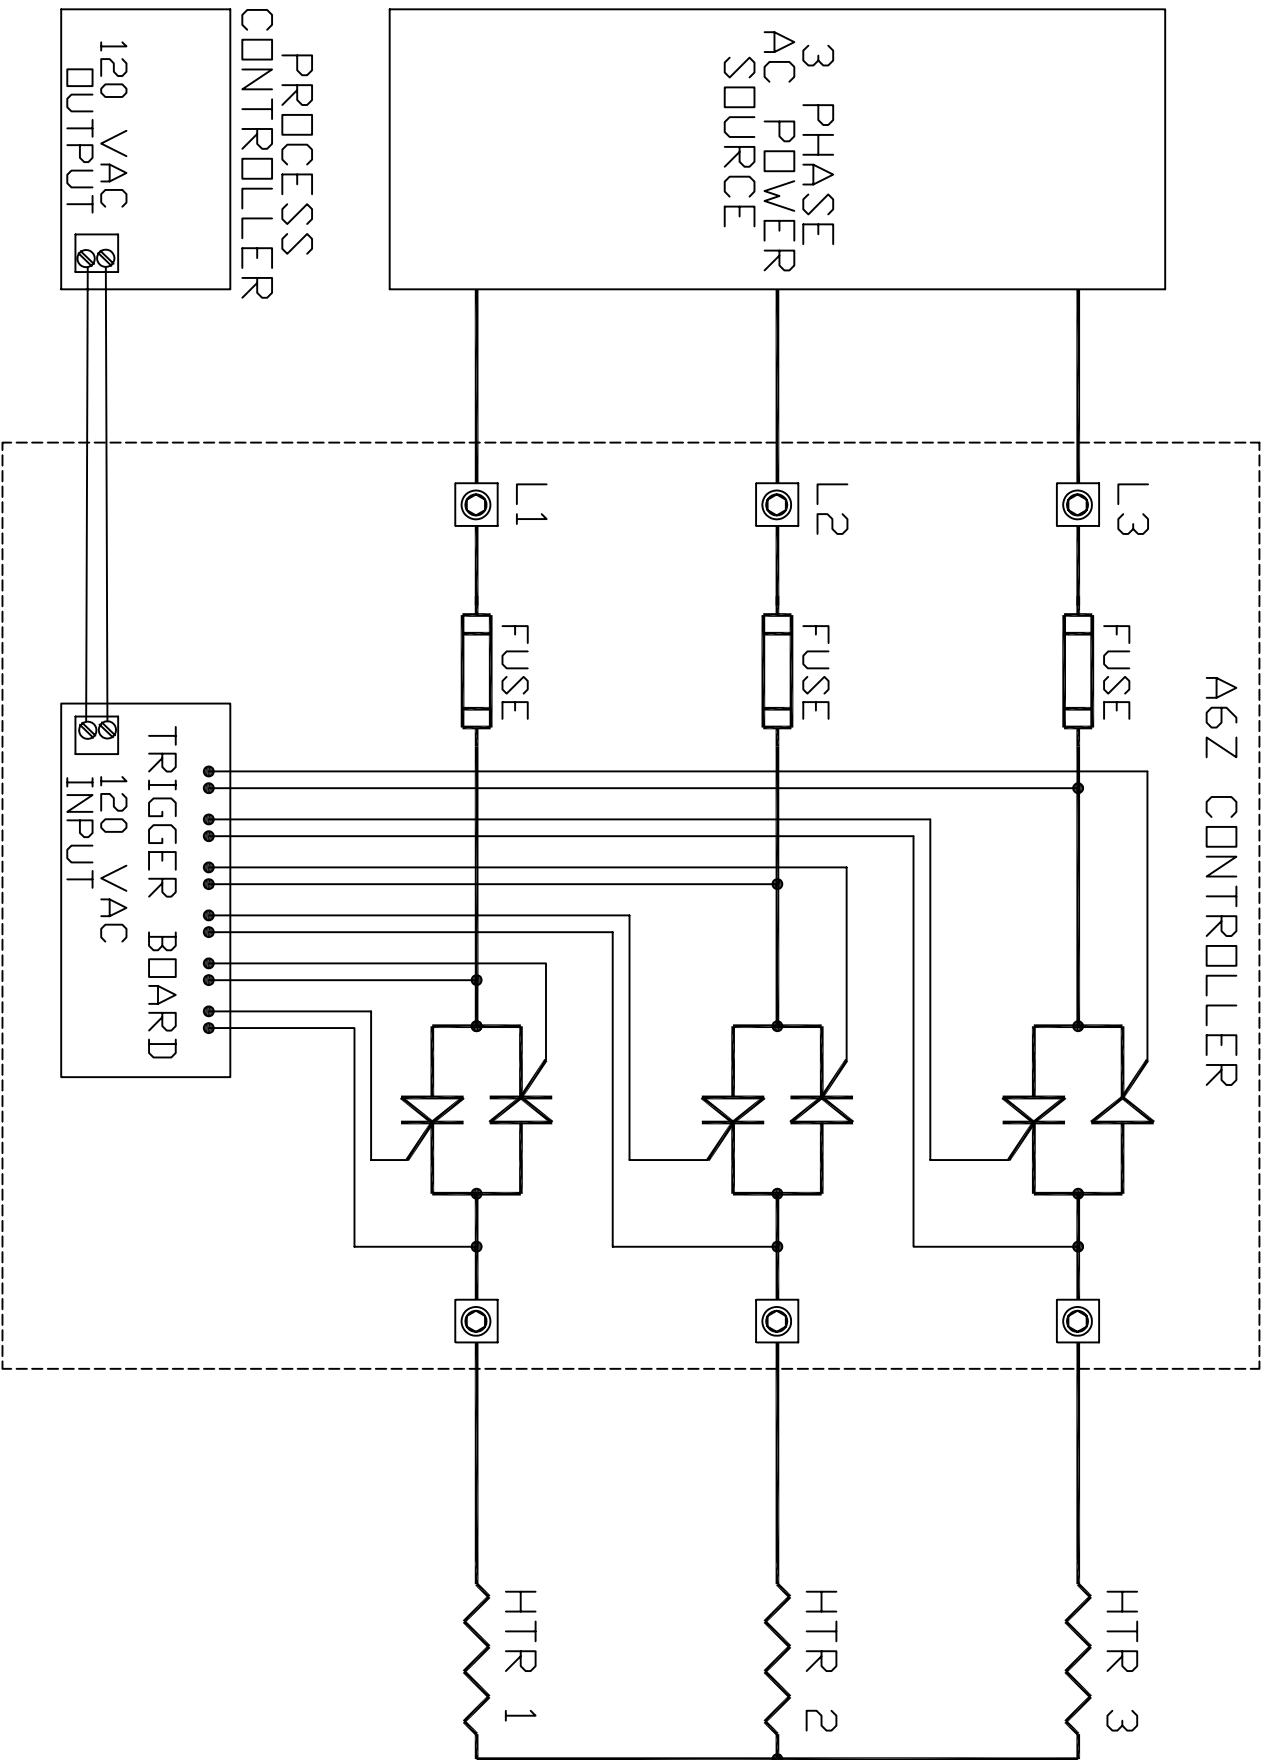 A6Z CONTROLLER
3 PHASE
AC POWER
SOURCE
L3
FUSE
HTR 3
L2
FUSE
HTR 2
L1
FUSE
HTR 1
PROCESS
CONTROLLER
120 VAC
OUTPUT
TRIGGER BOARD
120 VAC
INPUT